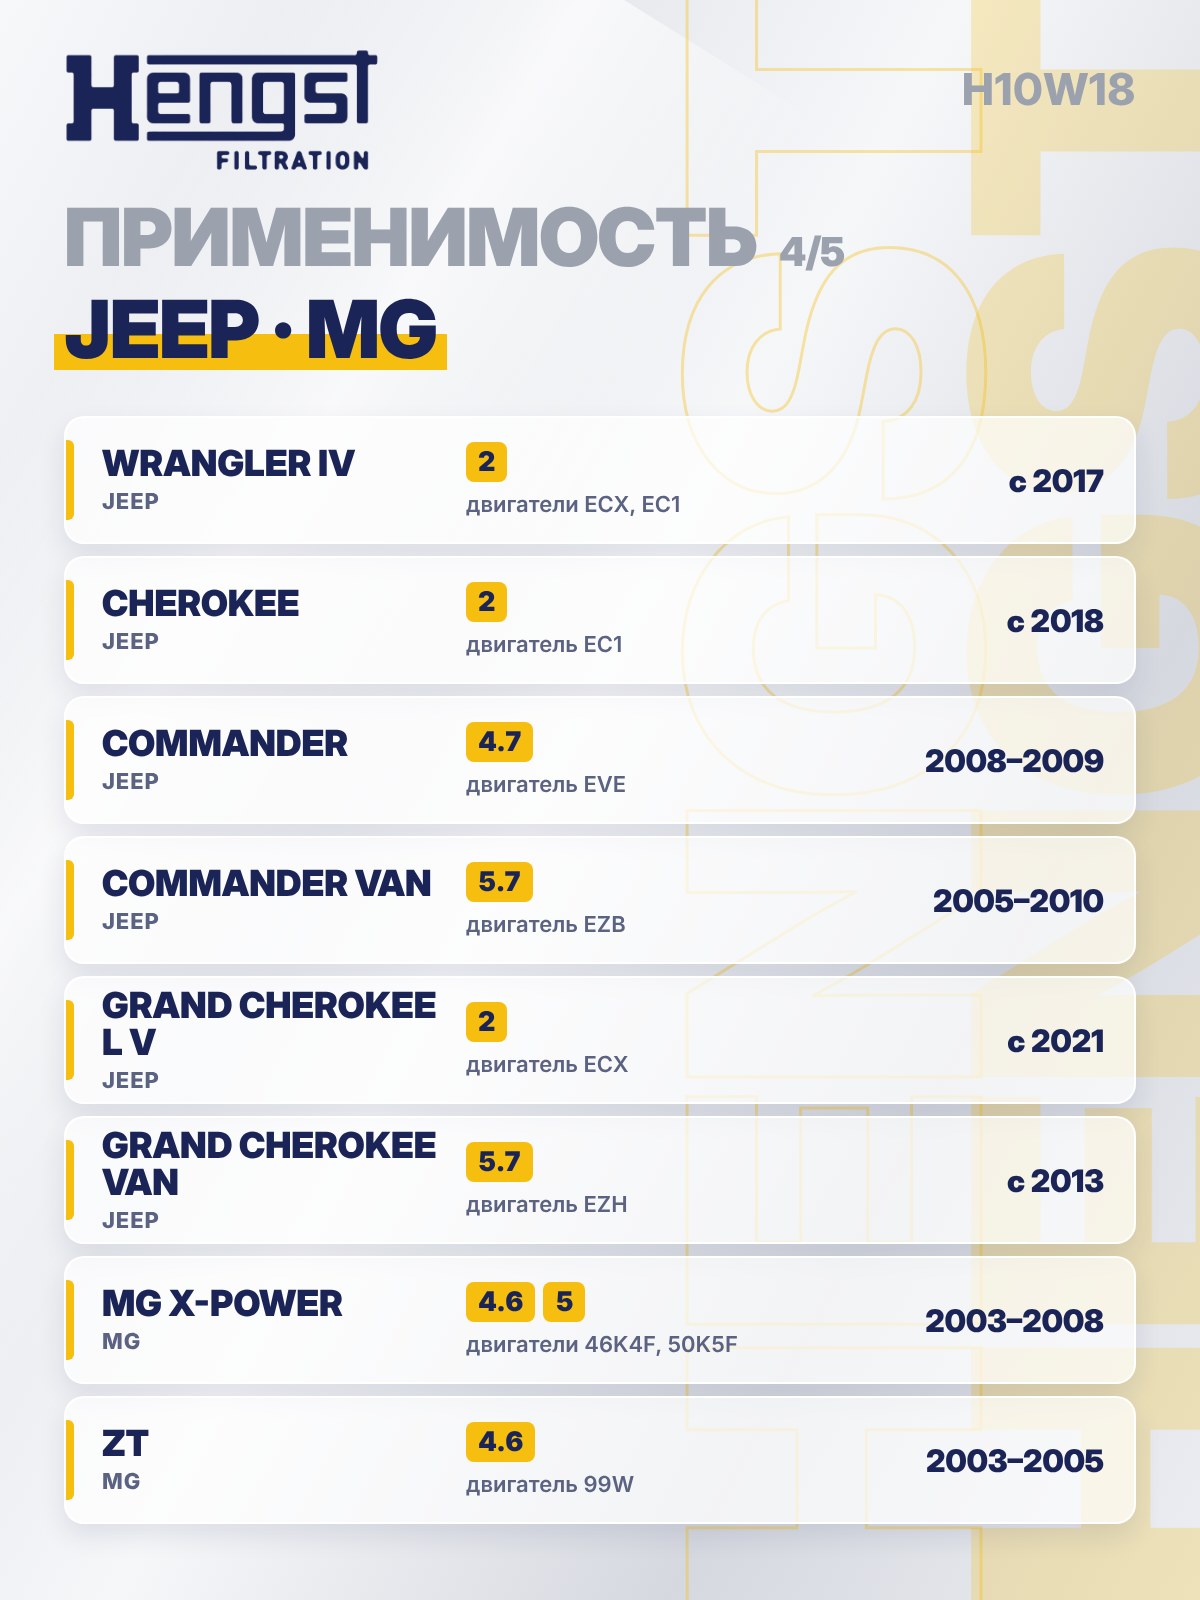 Hengst
FILTRATION
H10W18
ПРИМЕНИМОСТЬ 4/5
JEEP · MG
WRANGLER IV
JEEP
2
двигатели ECX, EC1
с 2017
CHEROKEE
JEEP
2
двигатель EC1
с 2018
COMMANDER
JEEP
4.7
двигатель EVE
2008–2009
COMMANDER VAN
JEEP
5.7
двигатель EZB
2005–2010
GRAND CHEROKEE
L V
JEEP
2
двигатель ECX
с 2021
GRAND CHEROKEE
VAN
JEEP
5.7
двигатель EZH
с 2013
MG X-POWER
MG
4.6 5
двигатели 46K4F, 50K5F
2003–2008
ZT
MG
4.6
двигатель 99W
2003–2005
HENGST
HENGST